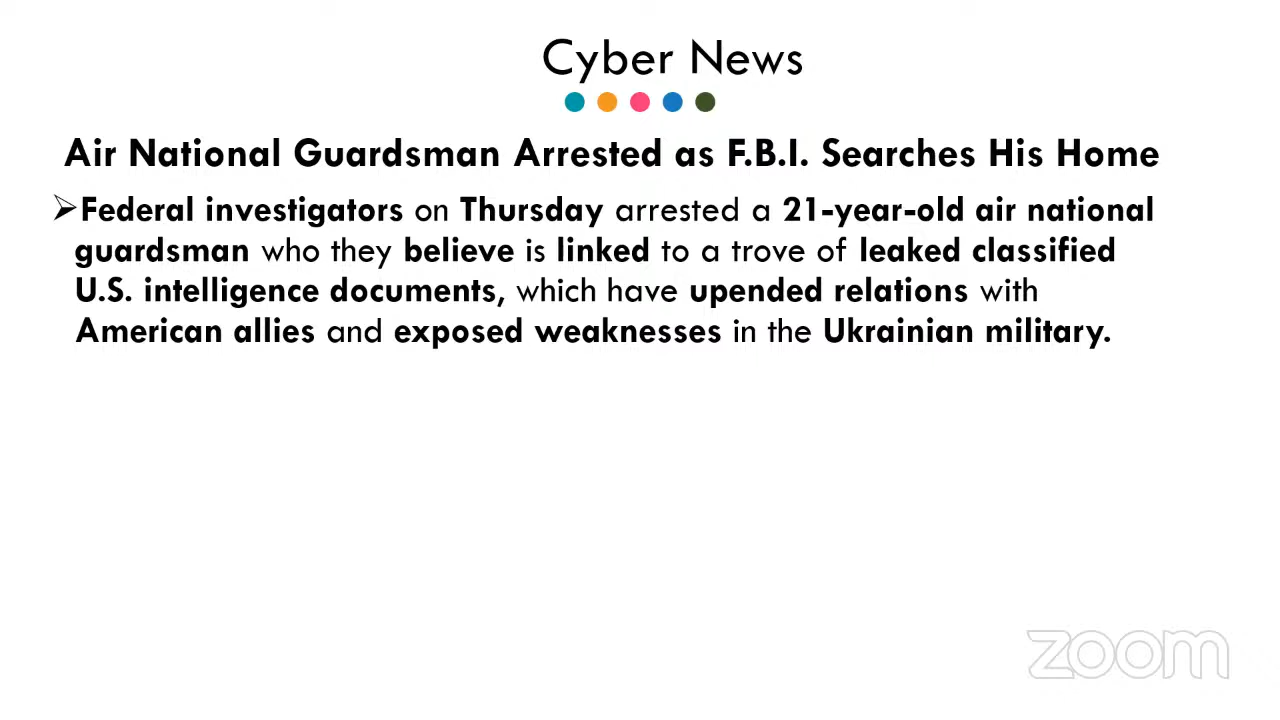 Cyber News
Air National Guardsman Arrested as F.B.I. Searches His Home
➢Federal investigators on Thursday arrested a 21-year-old air national
guardsman who they believe is linked to a trove of leaked classified
U.S. intelligence documents, which have upended relations with
American allies and exposed weaknesses in the Ukrainian military.
zoom